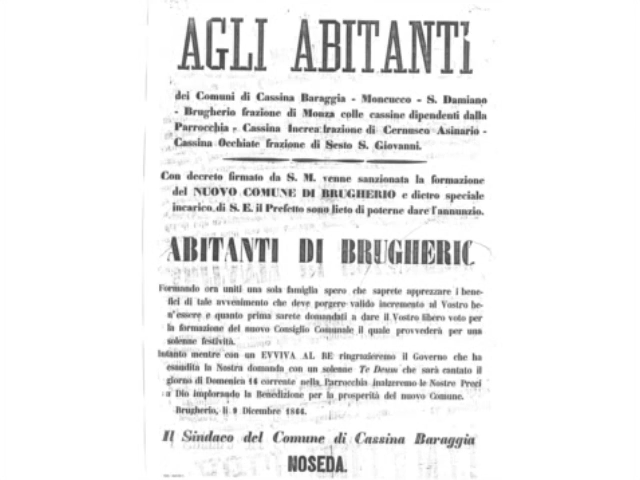 AGLI ABITANTI
dei Comuni di Cassina Baraggia - Moncucco - S. Damiano
- Brugherio frazione di Monza colle cassine dipendenti dalla
Parrocchia e Cassina Increa frazione di Cernusco Asinario -
Cassina Occhiate frazione di Sesto S. Giovanni.
Con decreto firmato da S. M. venne sanzionata la formazione
del NUOVO COMUNE DI BRUGHERIO e dietro speciale
incarico di S. E. il Prefetto sono lieto di poterne dare l'annunzio.
ABITANTI DI BRUGHERIO
Formando ora uniti una sola famiglia spero che saprete apprezzare i bene-
fici di tale avvenimento che deve porgere valido incremento al Vostro be-
n'essere e quanto prima sarete domandati a dare il Vostro libero voto per
la formazione del nuovo Consiglio Comunale il quale provvederà per una
solenne festività.
Intanto mentre con un EVVIVA AL RE ringrazieremo il Governo che ha
esaudita la Nostra domanda con un solenne Te Deum che sarà cantato il
giorno di Domenica 14 corrente nella Parrocchia inalzeremo le Nostre Preci
a Dio implorando la Benedizione per la prosperità del nuovo Comune.
Brugherio, li 9 Dicembre 1866.
Il Sindaco del Comune di Cassina Baraggia
NOSEDA.